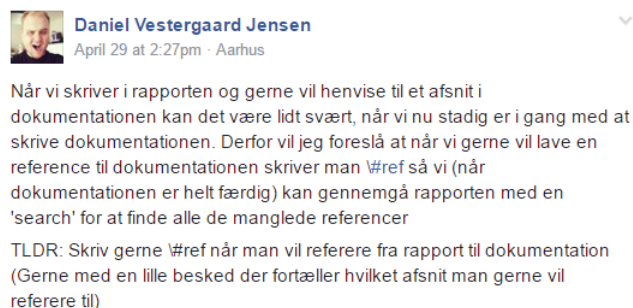 Daniel Vestergaard Jensen
April 29 at 2:27pm · Aarhus
Når vi skriver i rapporten og gerne vil henvise til et afsnit i
dokumentationen kan det være lidt svært, når vi nu stadig er i gang med at
skrive dokumentationen. Derfor vil jeg foreslå at når vi gerne vil lave en
reference til dokumentationen skriver man \#ref så vi (når
dokumentationen er helt færdig) kan gennemgå rapporten med en
'search' for at finde alle de manglede referencer
TLDR: Skriv gerne \#ref når man vil referere fra rapport til dokumentation
(Gerne med en lille besked der fortæller hvilket afsnit man gerne vil
referere til)